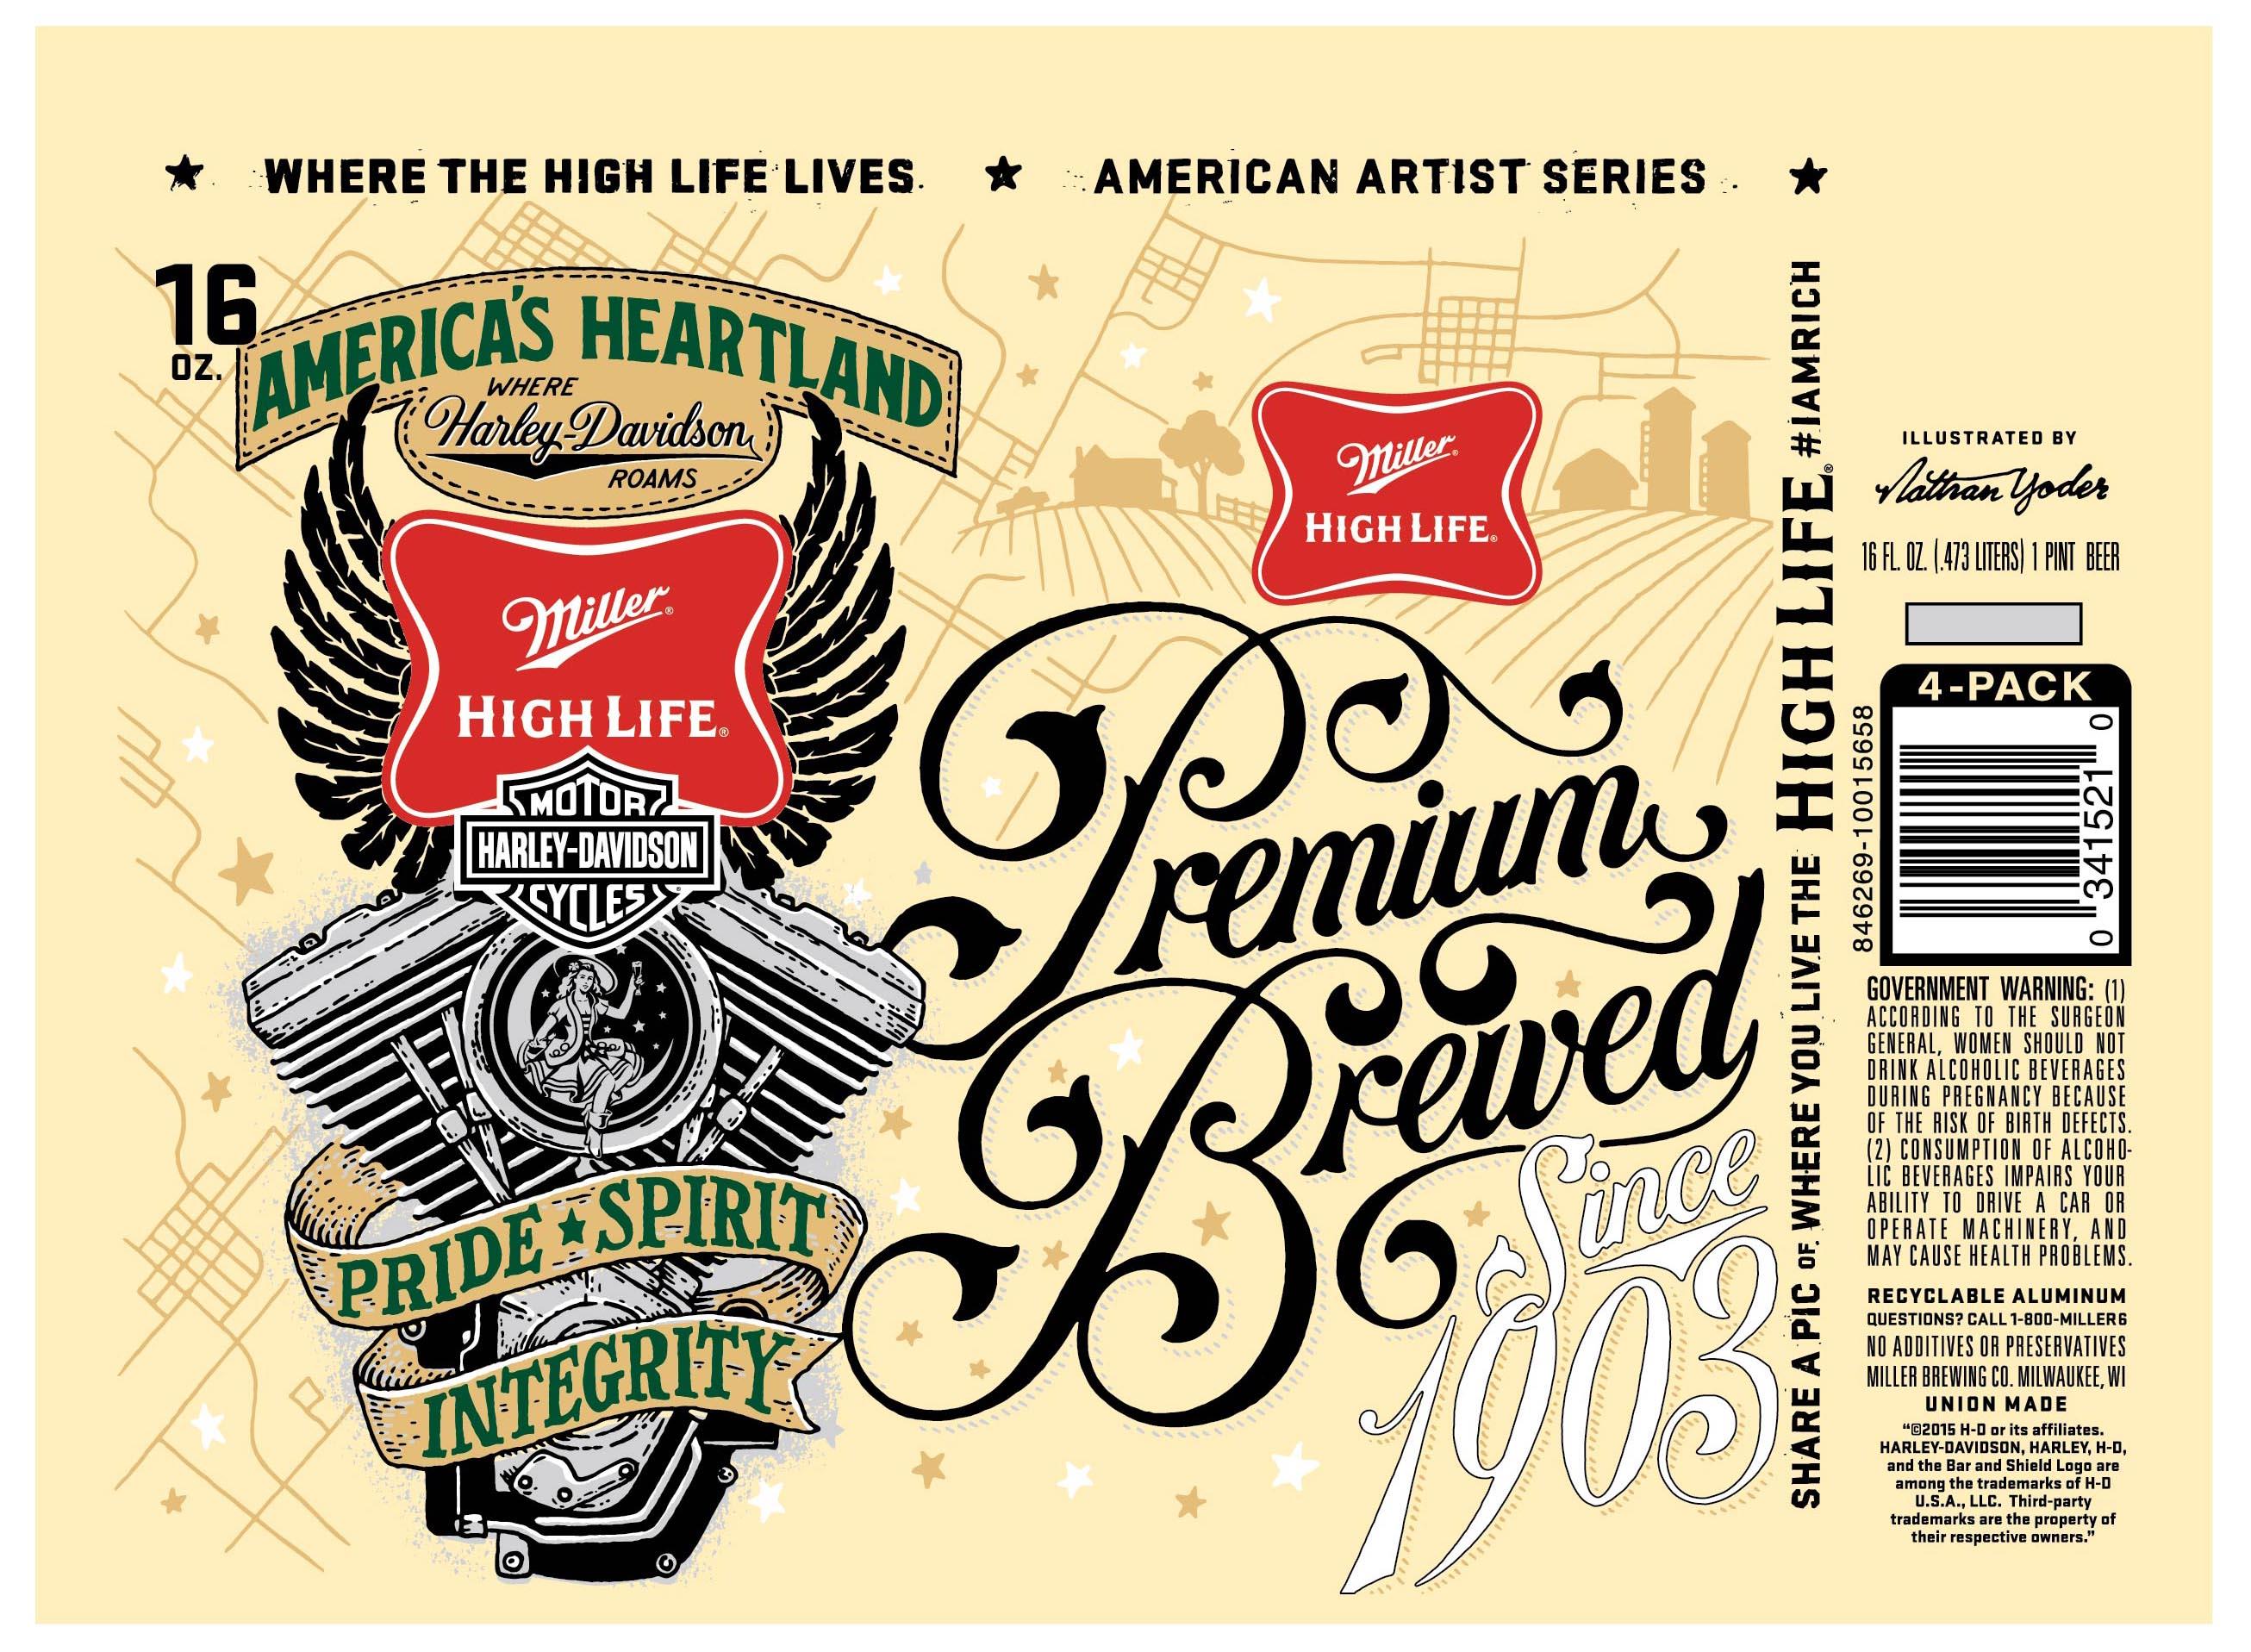 WHERE THE HIGH LIFE LIVES
AMERICAN ARTIST SERIES
16
OZ.
AMERICA'S HEARTLAND
WHERE
Harley-Davidson
ROAMS
Miller®
HIGH LIFE®
MOTOR
HARLEY-DAVIDSON
CYCLES
PRIDE ★ SPIRIT
INTEGRITY
Miller®
HIGH LIFE®
Premium
Brewed
Since
1903
SHARE A PIC OF WHERE YOU LIVE THE HIGH LIFE® #IAMRICH
ILLUSTRATED BY
Nathan Yoder
16 FL. OZ. (.473 LITERS) 1 PINT BEER
4-PACK
846269-10015658
0 341521 0
GOVERNMENT WARNING: (1)
ACCORDING TO THE SURGEON
GENERAL, WOMEN SHOULD NOT
DRINK ALCOHOLIC BEVERAGES
DURING PREGNANCY BECAUSE
OF THE RISK OF BIRTH DEFECTS.
(2) CONSUMPTION OF ALCOHO-
LIC BEVERAGES IMPAIRS YOUR
ABILITY TO DRIVE A CAR OR
OPERATE MACHINERY, AND
MAY CAUSE HEALTH PROBLEMS.
RECYCLABLE ALUMINUM
QUESTIONS? CALL 1-800-MILLER6
NO ADDITIVES OR PRESERVATIVES
MILLER BREWING CO. MILWAUKEE, WI
UNION MADE
“©2015 H-D or its affiliates.
HARLEY-DAVIDSON, HARLEY, H-D,
and the Bar and Shield Logo are
among the trademarks of H-D
U.S.A., LLC. Third-party
trademarks are the property of
their respective owners.”